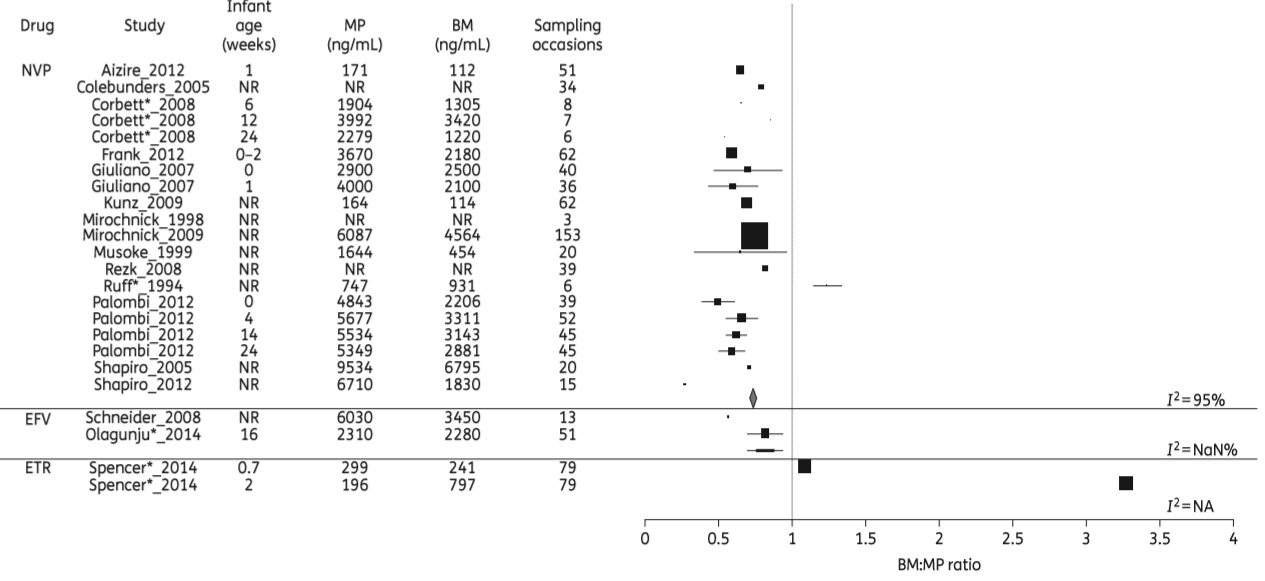 Drug Study Infant age (weeks) MP (ng/mL) BM (ng/mL) Sampling occasions
NVP Aizire_2012 1 171 112 51
Colebunders_2005 NR NR NR 34
Corbett*_2008 6 1904 1305 8
Corbett*_2008 12 3992 3420 7
Corbett*_2008 24 2279 1220 6
Frank_2012 0–2 3670 2180 62
Giuliano_2007 0 2900 2500 40
Giuliano_2007 1 4000 2100 36
Kunz_2009 NR 164 114 62
Mirochnick_1998 NR NR NR 3
Mirochnick_2009 NR 6087 4564 153
Musoke_1999 NR 1644 454 20
Rezk_2008 NR NR NR 39
Ruff*_1994 NR 747 931 6
Palombi_2012 0 4843 2206 39
Palombi_2012 4 5677 3311 52
Palombi_2012 14 5534 3143 45
Palombi_2012 24 5349 2881 45
Shapiro_2005 NR 9534 6795 20
Shapiro_2012 NR 6710 1830 15
I²=95%
EFV Schneider_2008 NR 6030 3450 13
Olagunju*_2014 16 2310 2280 51
I²=NaN%
ETR Spencer*_2014 0.7 299 241 79
Spencer*_2014 2 196 797 79
I²=NA
0 0.5 1 1.5 2 2.5 3 3.5 4
BM:MP ratio